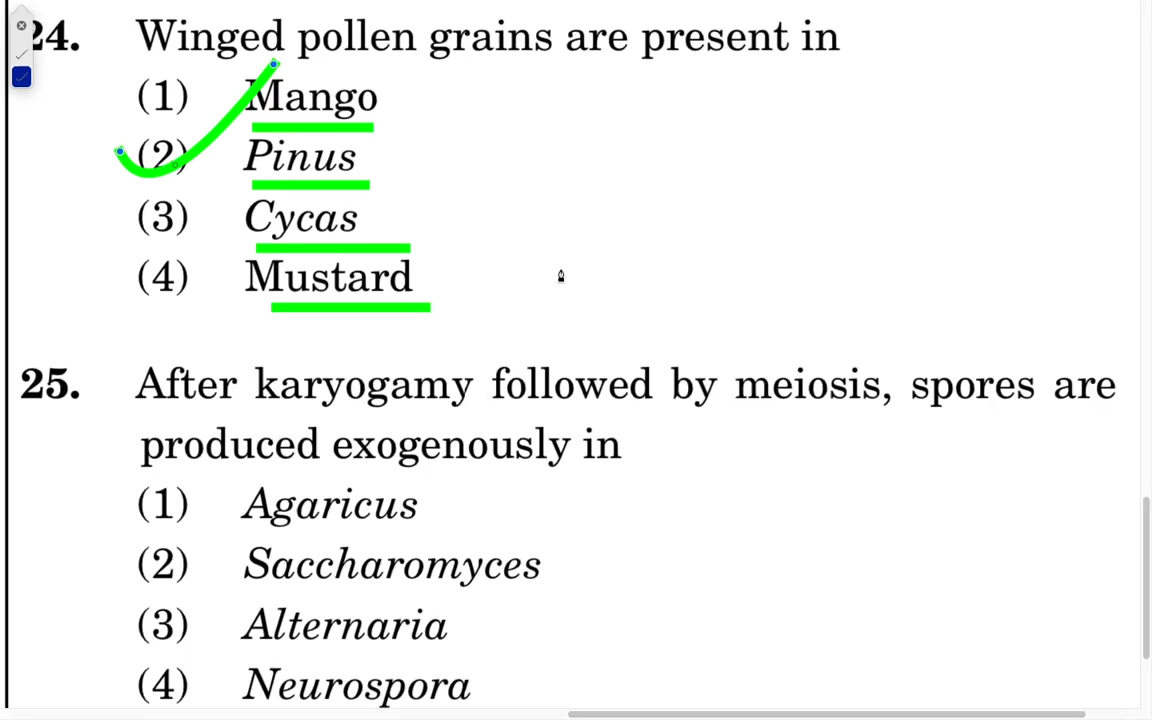 24. Winged pollen grains are present in
(1) Mango
(2) Pinus
(3) Cycas
(4) Mustard
25. After karyogamy followed by meiosis, spores are
produced exogenously in
(1) Agaricus
(2) Saccharomyces
(3) Alternaria
(4) Neurospora